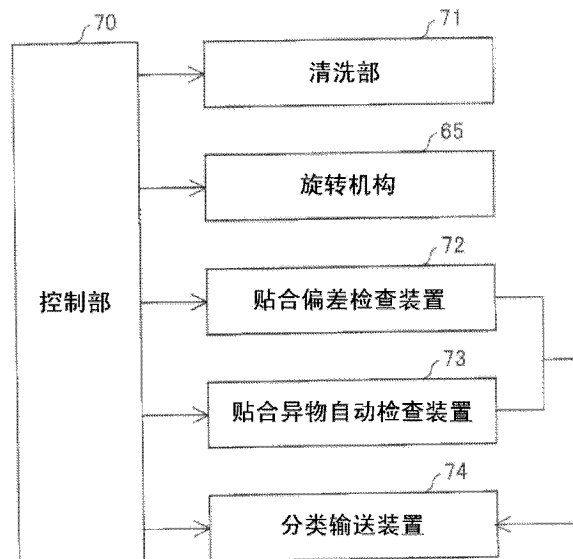 70
71
清洗部
65
旋转机构
72
贴合偏差检查装置
控制部
73
贴合异物自动检查装置
74
分类输送装置